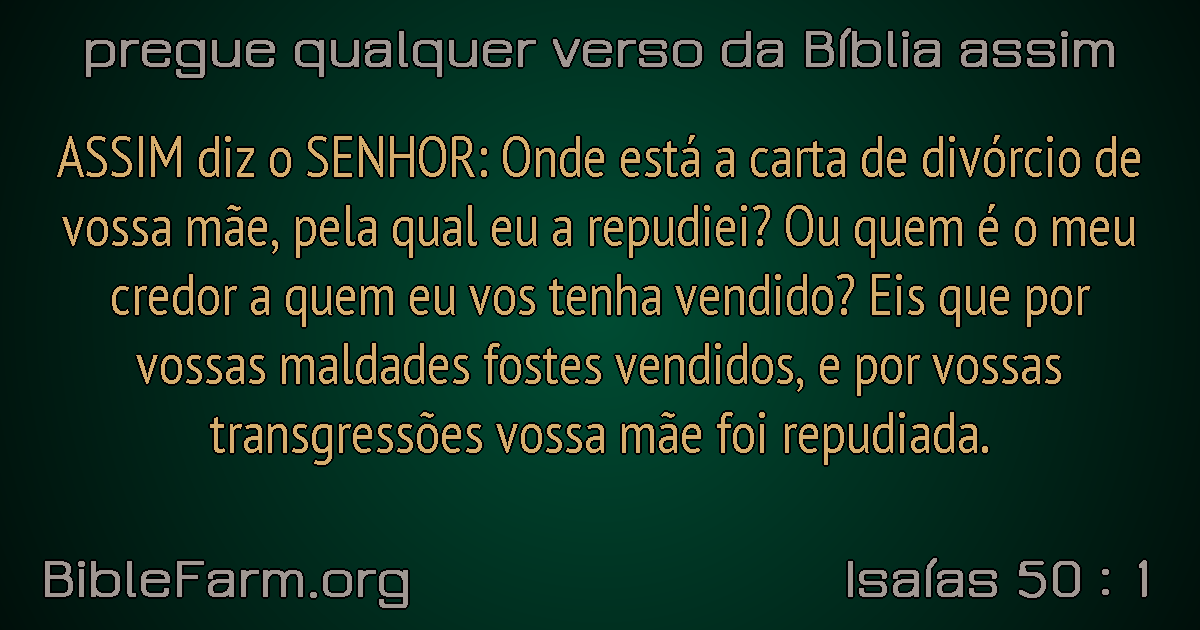 pregue qualquer verso da Bíblia assim
ASSIM diz o SENHOR: Onde está a carta de divórcio de
vossa mãe, pela qual eu a repudiei? Ou quem é o meu
credor a quem eu vos tenha vendido? Eis que por
vossas maldades fostes vendidos, e por vossas
transgressões vossa mãe foi repudiada.
BibleFarm.org
Isaías 50 : 1